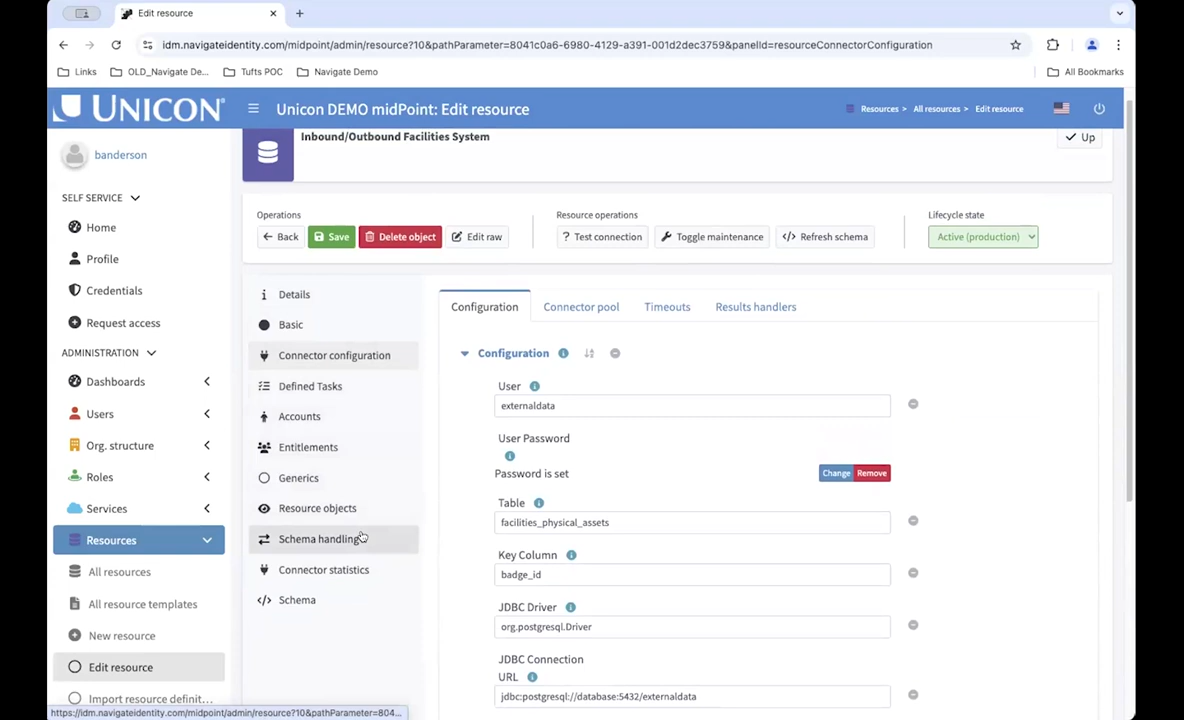 Edit resource
idm.navigateidentity.com/midpoint/admin/resource?10&pathParameter=8041c0a6-6980-4129-a391-001d2dec3759&panelId=resourceConnectorConfiguration
Links
OLD_Navigate De...
Tufts POC
Navigate Demo
All Bookmarks
UNICON
Unicon DEMO midPoint: Edit resource
Resources >
All resources >
Edit resource
banderson
SELF SERVICE
Home
Profile
Credentials
Request access
ADMINISTRATION
Dashboards
Users
Org. structure
Roles
Services
Resources
All resources
All resource templates
New resource
Edit resource
Import resource definit...
Inbound/Outbound Facilities System
Up
Operations
Back
Save
Delete object
Edit raw
Resource operations
Test connection
Toggle maintenance
Refresh schema
Lifecycle state
Active (production)
Details
Basic
Connector configuration
Defined Tasks
Accounts
Entitlements
Generics
Resource objects
Schema handling
Connector statistics
Schema
Configuration
Connector pool
Timeouts
Results handlers
Configuration
User
externaldata
User Password
Password is set
Change
Remove
Table
facilities_physical_assets
Key Column
badge_id
JDBC Driver
org.postgresql.Driver
JDBC Connection
URL
jdbc:postgresql://database:5432/externaldata
https://idm.navigateidentity.com/midpoint/admin/resource?10&pathParameter=804...